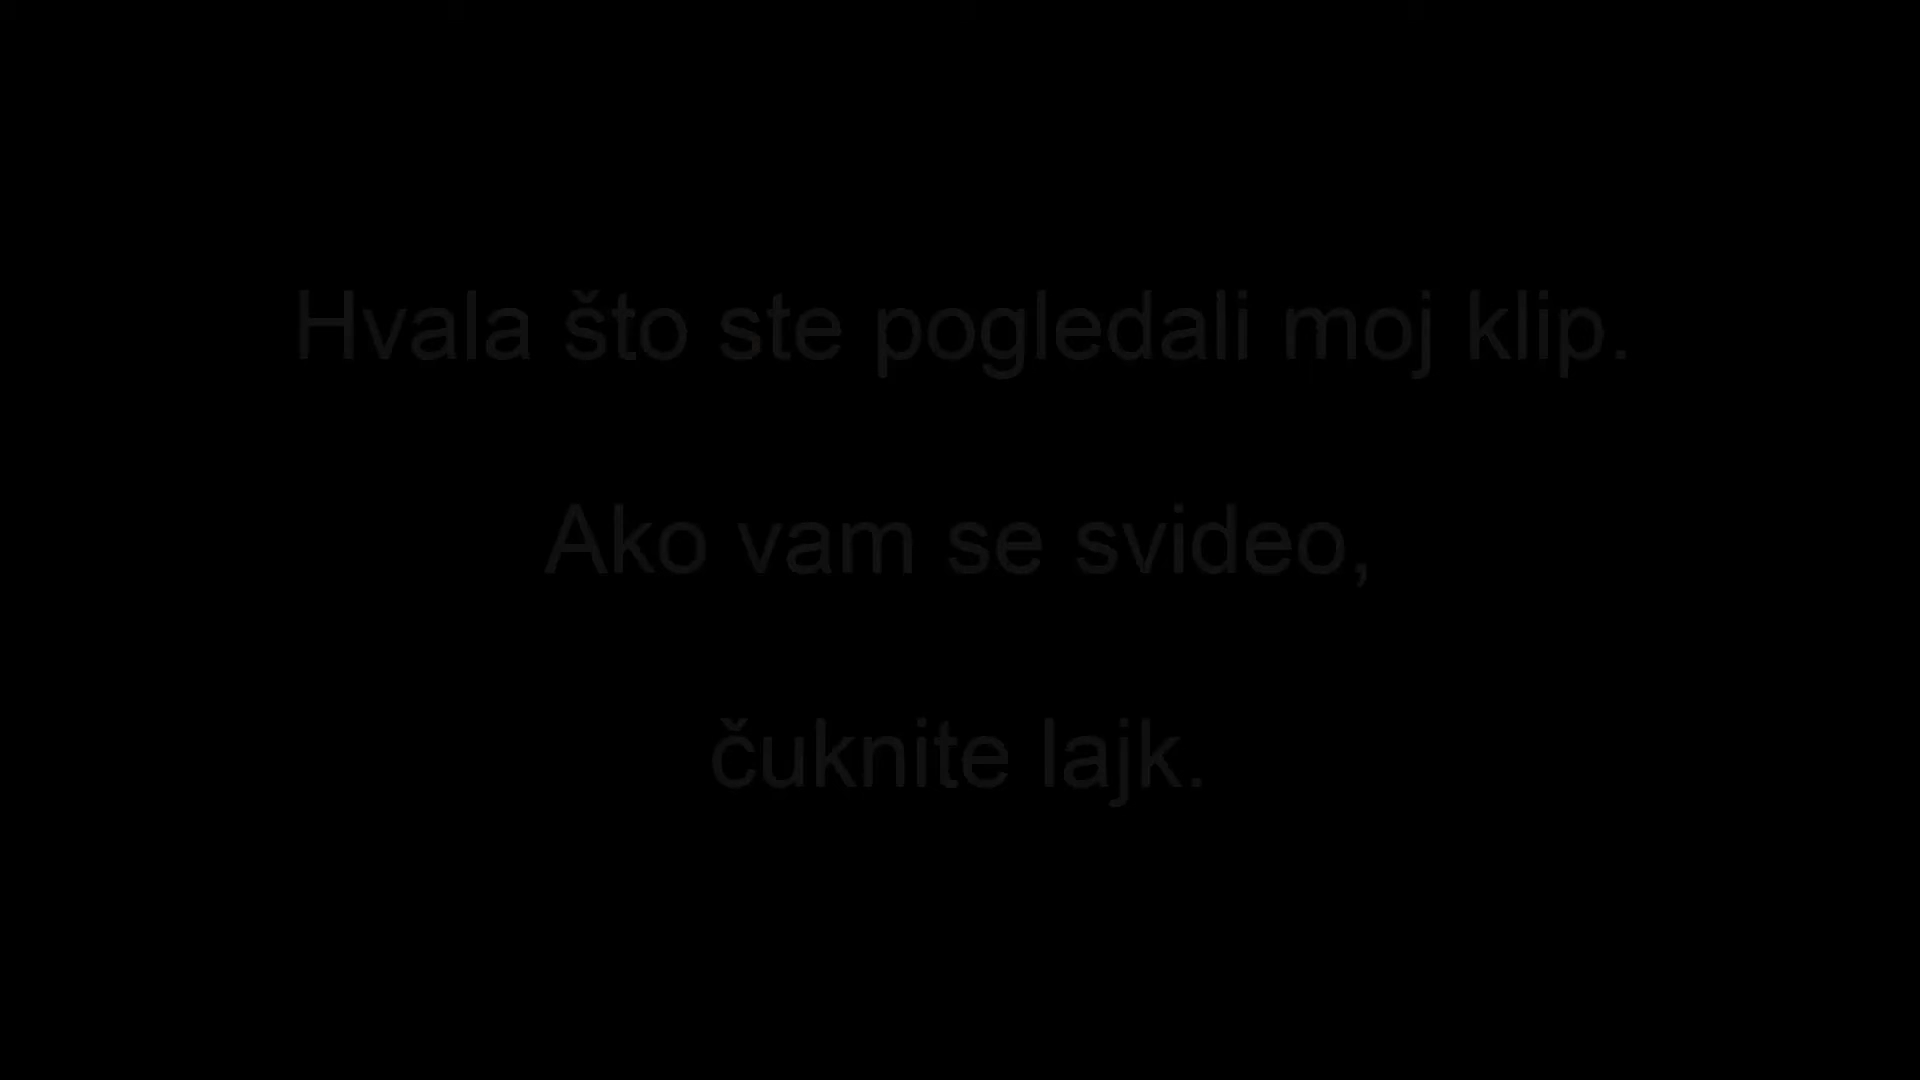 Hvala što ste pogledali moj klip.
Ako vam se svideo,
čuknite lajk.